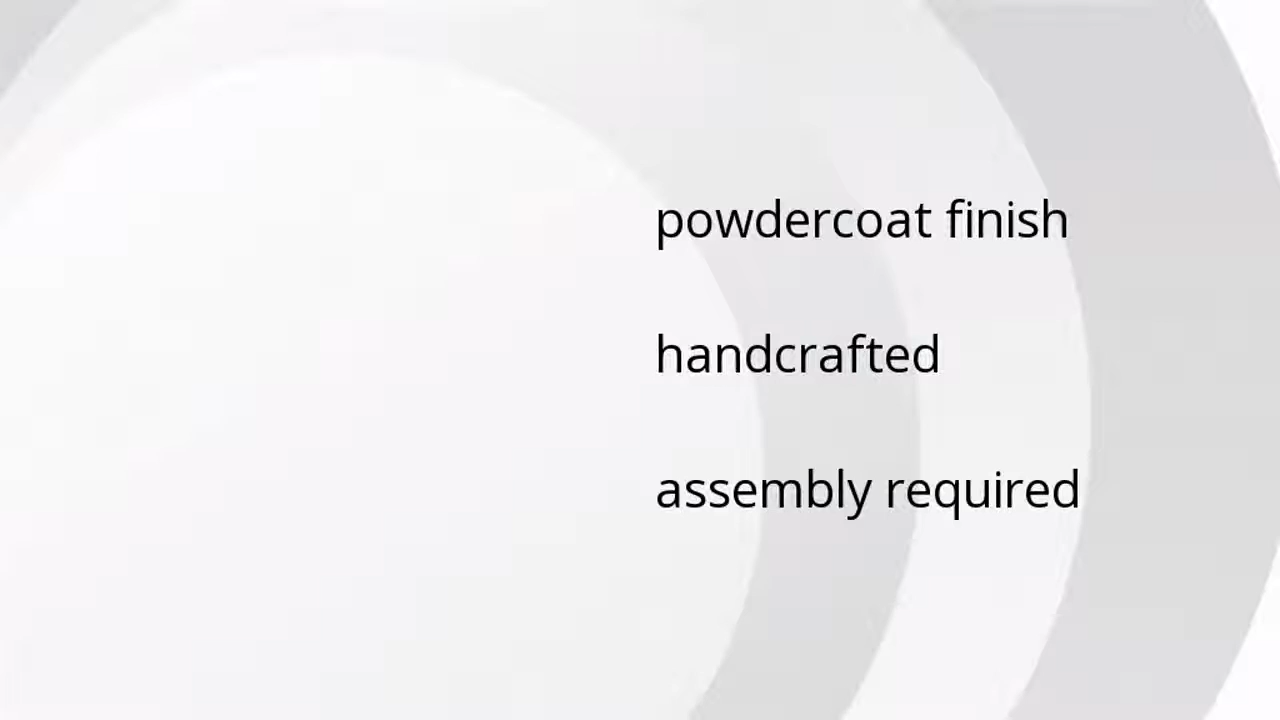 powdercoat finish
handcrafted
assembly required